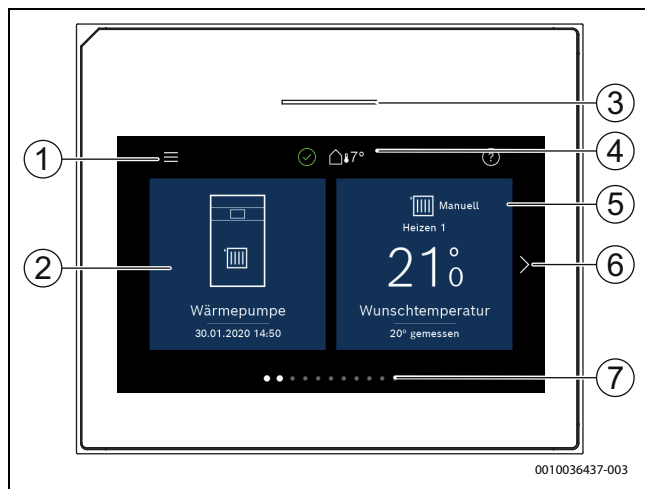 3
1
7°
?
4
Manuell
5
Heizen 1
2
21°0
6
Wärmepumpe
Wunschtemperatur
30.01.2020 14:50
20° gemessen
7
0010036437-003